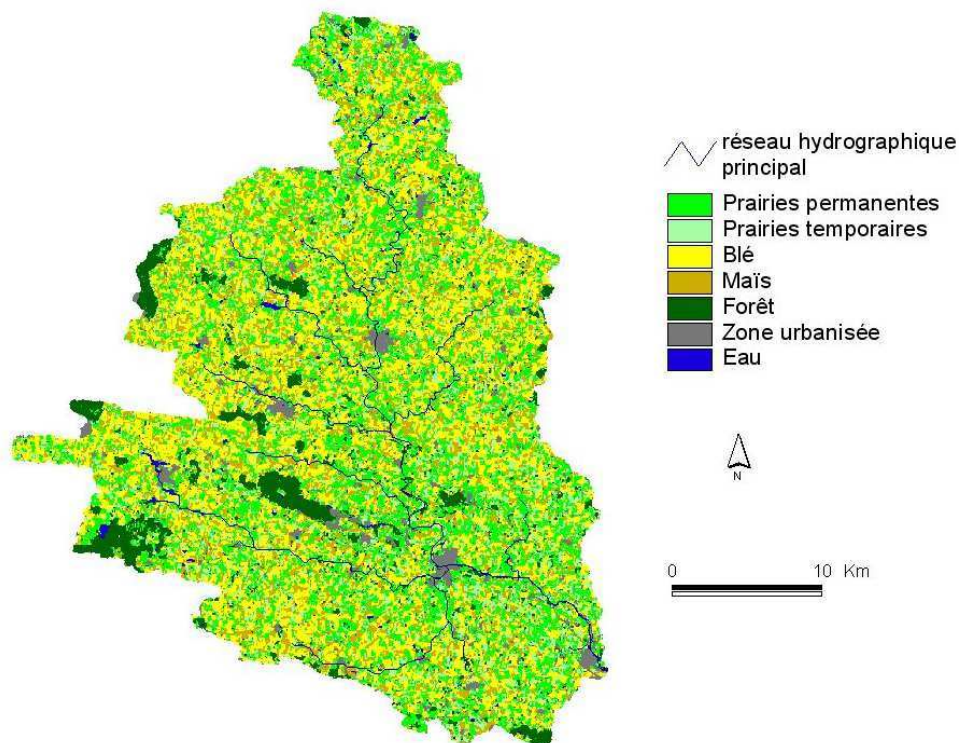 réseau hydrographique
principal
Prairies permanentes
Prairies temporaires
Blé
Maïs
Forêt
Zone urbanisée
Eau
N
0 10 Km